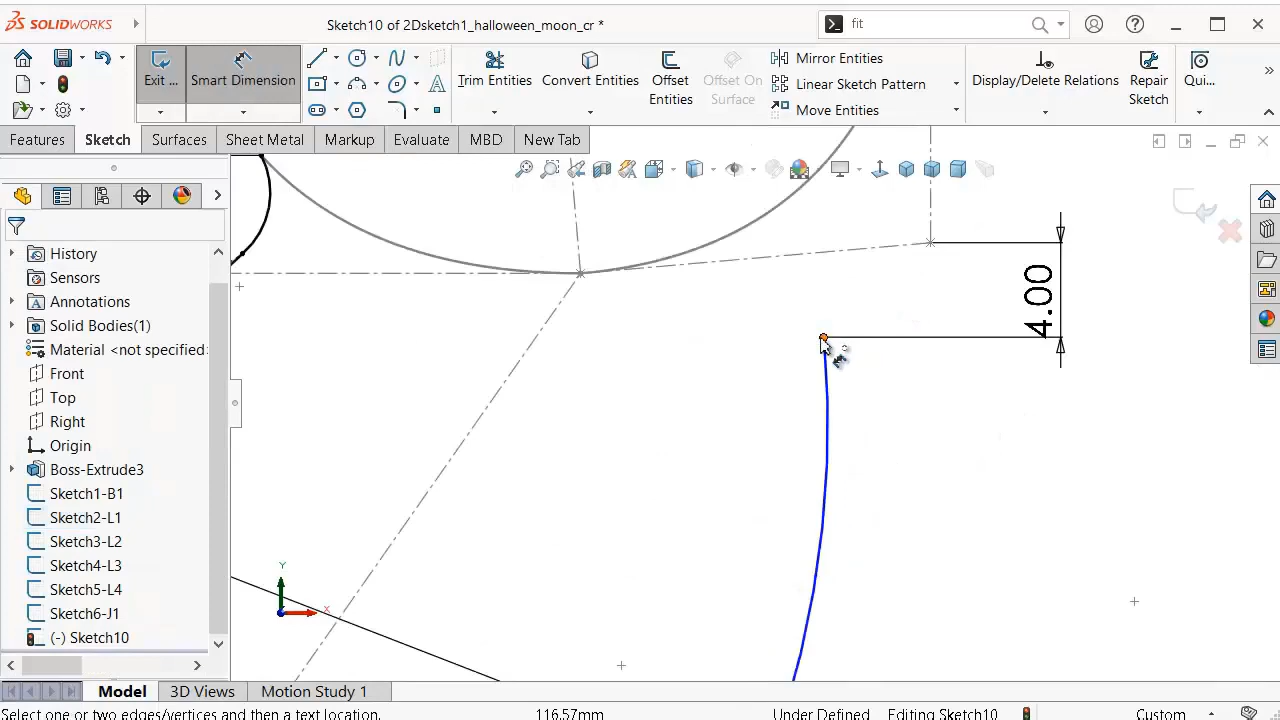 SOLIDWORKS
Sketch10 of 2Dsketch1_halloween_moon_cr *
fit
Exit ...
Smart Dimension
Trim Entities
Convert Entities
Offset Entities
Offset On Surface
Mirror Entities
Linear Sketch Pattern
Move Entities
Display/Delete Relations
Repair Sketch
Qui...
Features
Sketch
Surfaces
Sheet Metal
Markup
Evaluate
MBD
New Tab
History
Sensors
Annotations
Solid Bodies(1)
Material <not specified
Front
Top
Right
Origin
Boss-Extrude3
Sketch1-B1
Sketch2-L1
Sketch3-L2
Sketch4-L3
Sketch5-L4
Sketch6-J1
(-) Sketch10
4.00
Y
X
Model
3D Views
Motion Study 1
Select one or two edges/vertices and then a text location.
116.57mm
Under Defined
Editing Sketch10
Custom